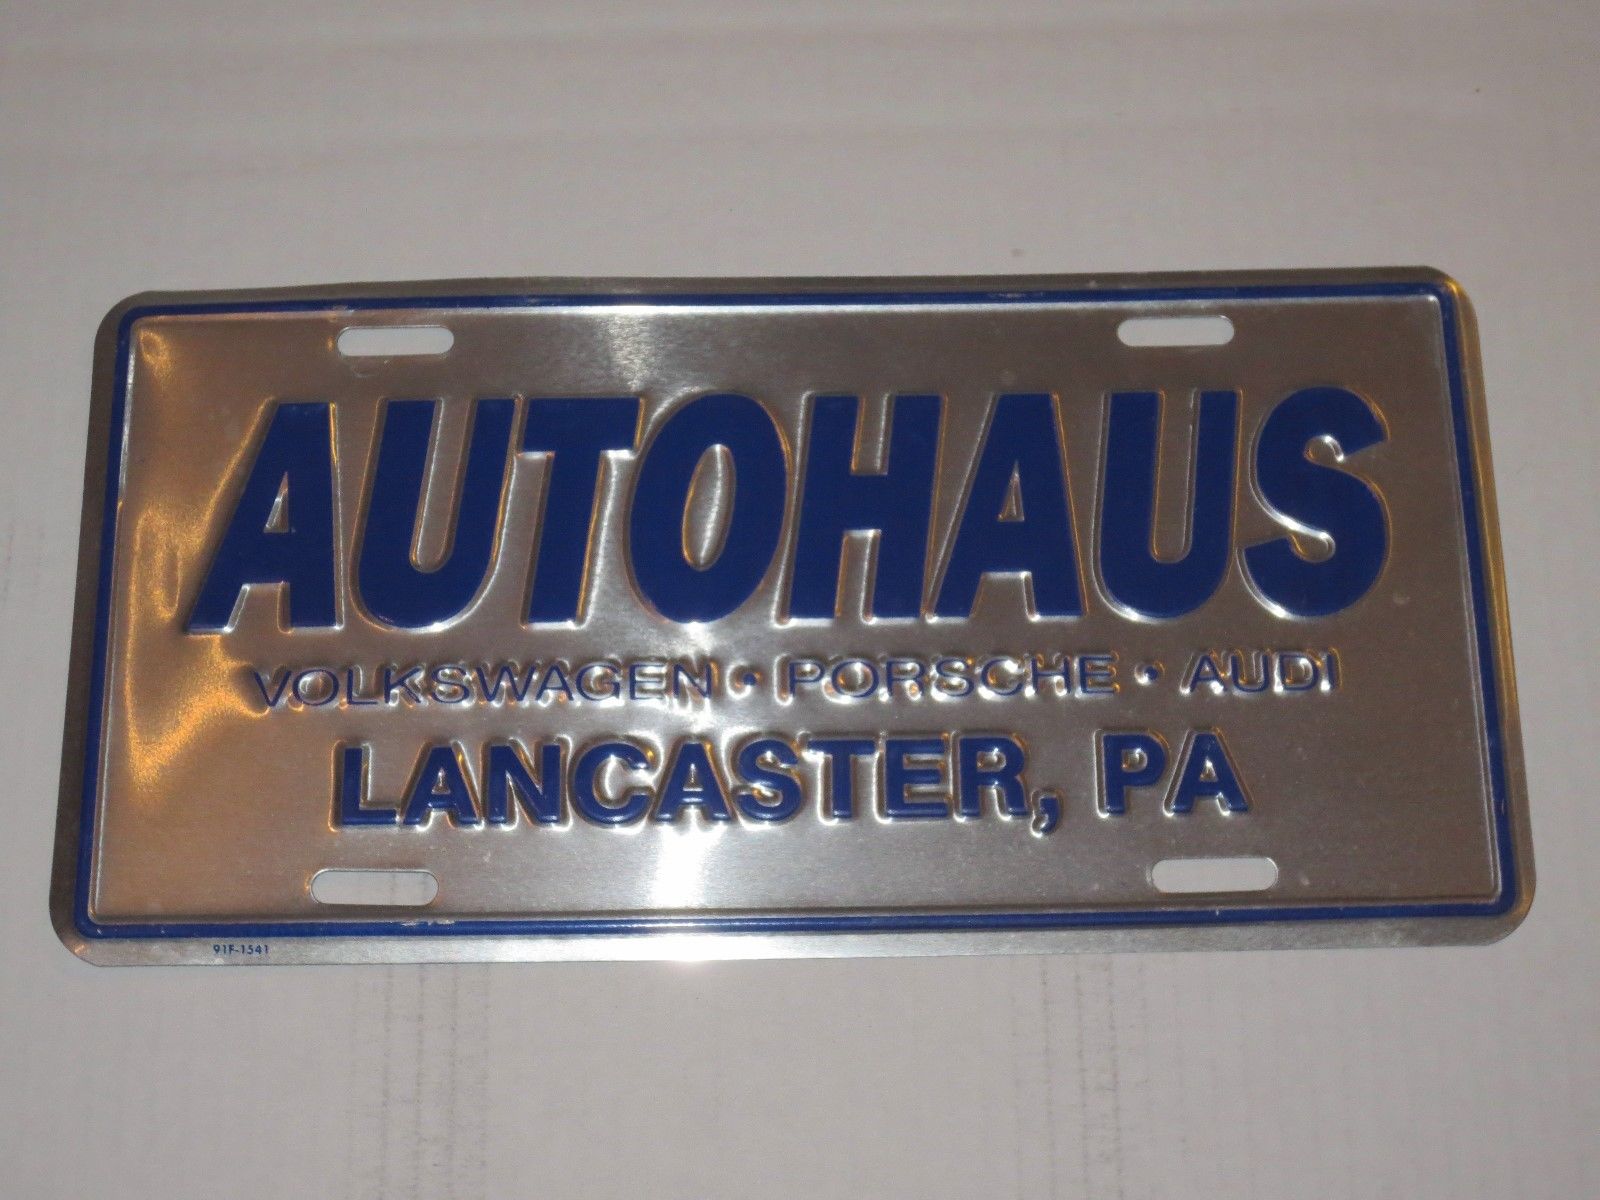 AUTOHAUS
VOLKSWAGEN • PORSCHE • AUDI
LANCASTER, PA
91F-1541